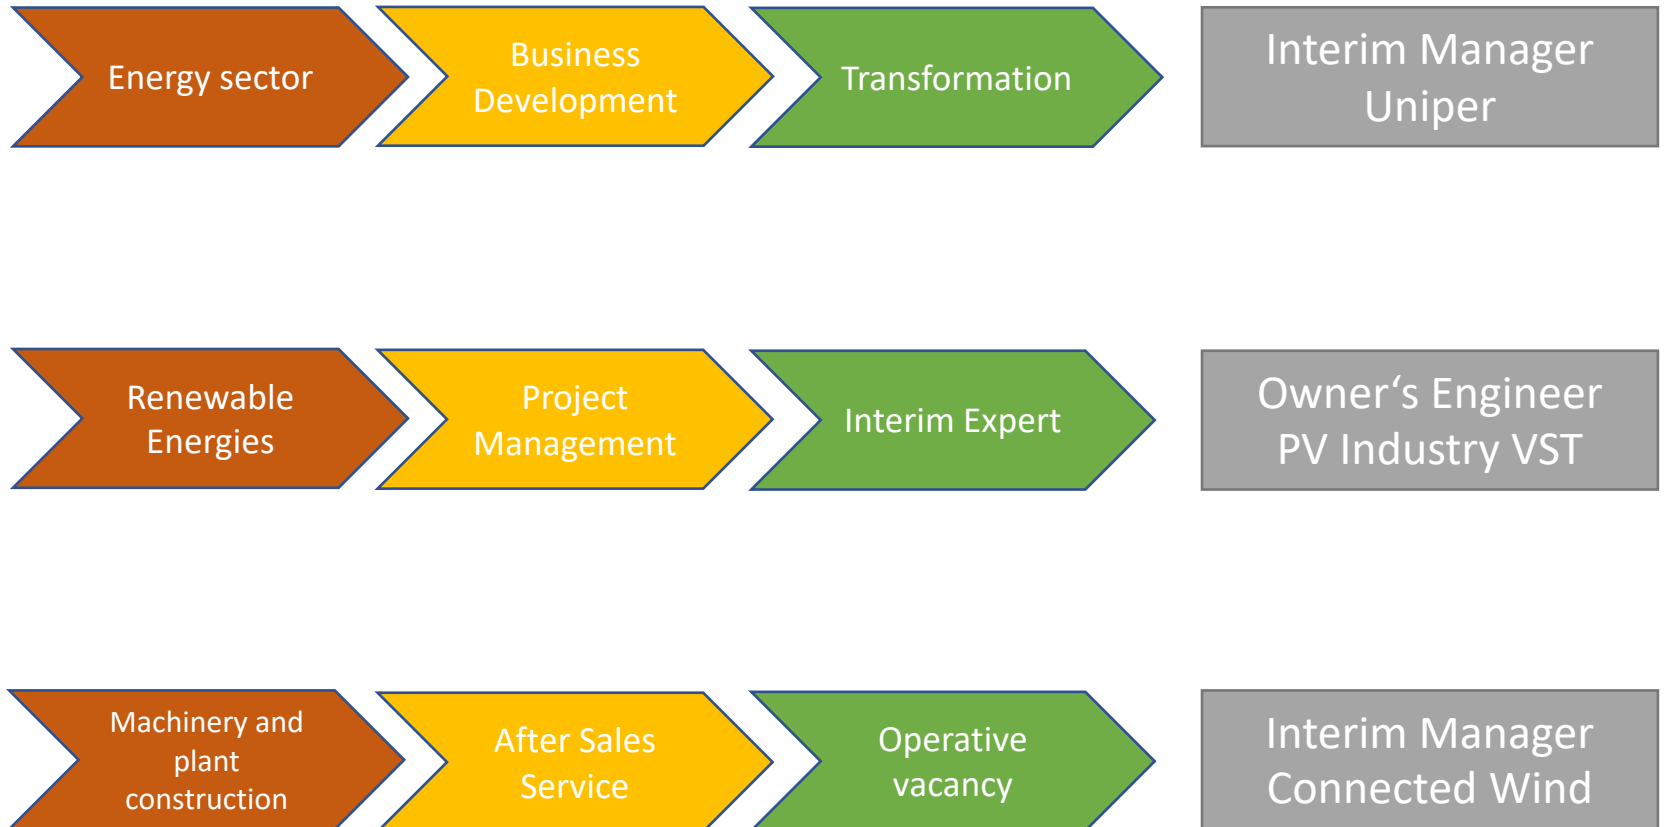 Energy sector
Business
Development
Transformation
Interim Manager
Uniper
Renewable
Energies
Project
Management
Interim Expert
Owner‘s Engineer
PV Industry VST
Machinery and
plant
construction
After Sales
Service
Operative
vacancy
Interim Manager
Connected Wind